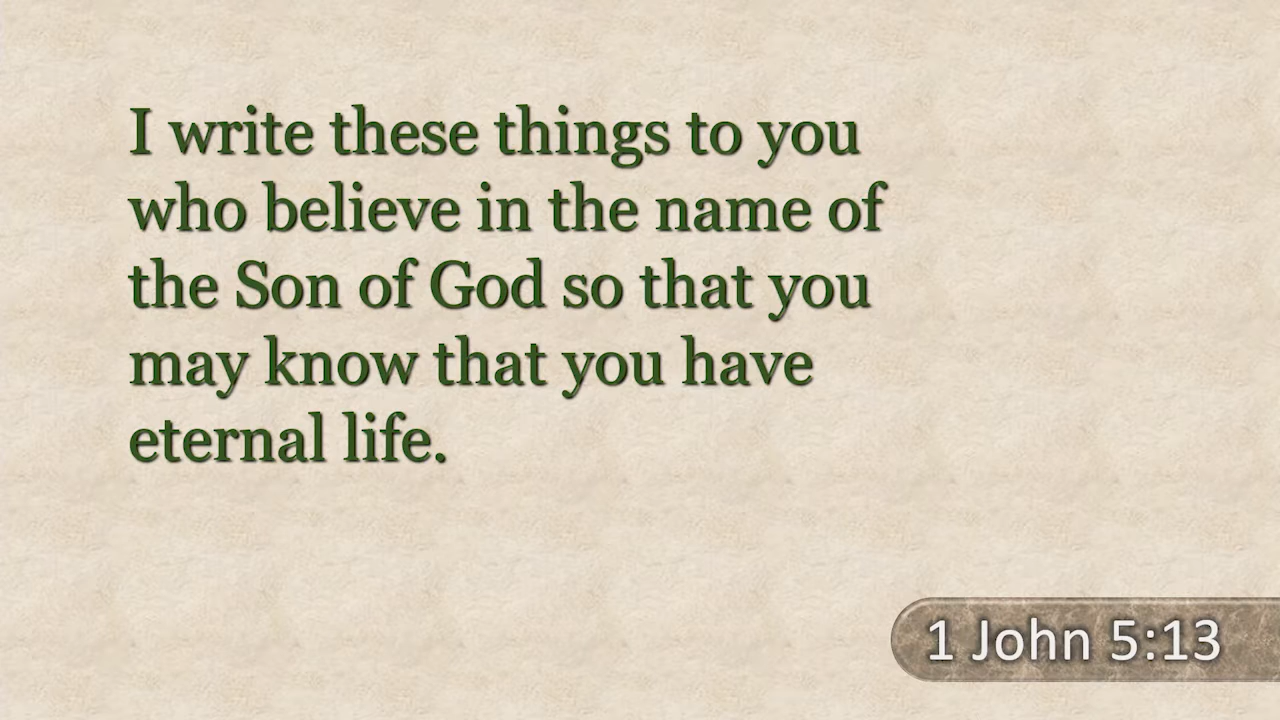 I write these things to you
who believe in the name of
the Son of God so that you
may know that you have
eternal life.
1 John 5:13